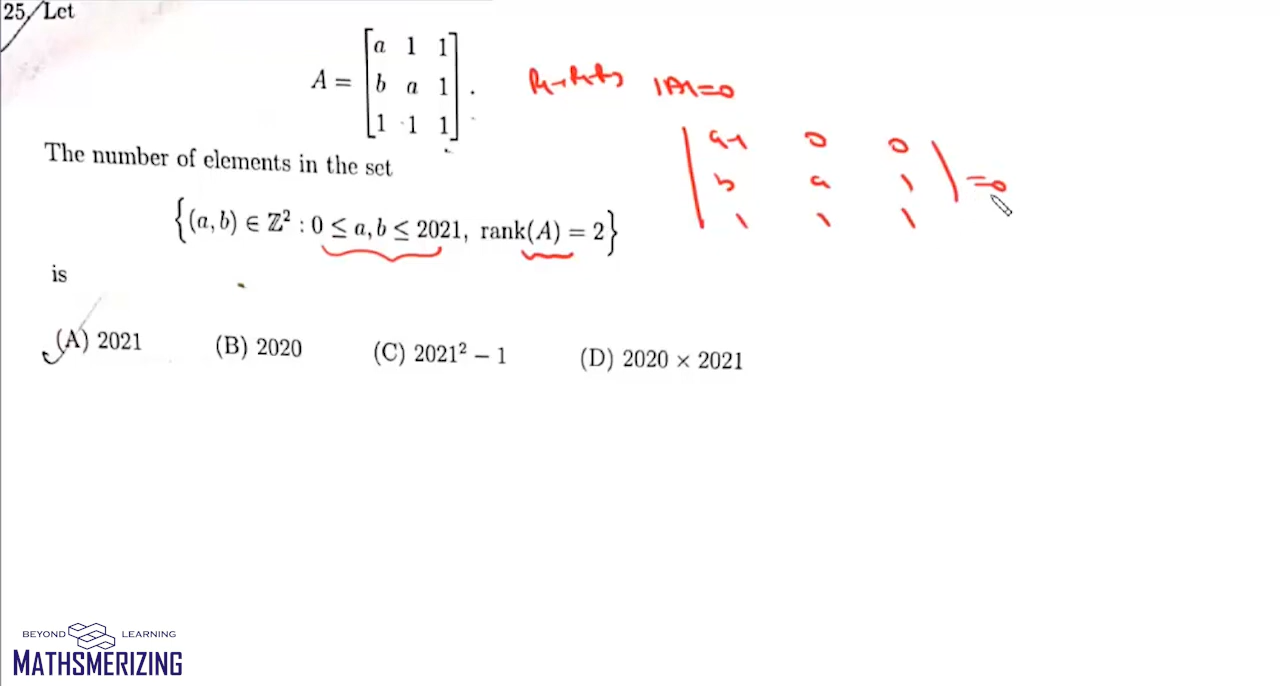 25. Let
A = [a 1 1
b a 1
1 1 1].
R₁→R₁-R₃ |A|=0
|a-1 0 0
b a 1
1 1 1| =0
The number of elements in the set
{(a, b) ∈ ℤ² : 0 ≤ a, b ≤ 2021, rank(A) = 2}
is
(A) 2021 (B) 2020 (C) 2021² − 1 (D) 2020 × 2021
BEYOND LEARNING
MATHSMERIZING